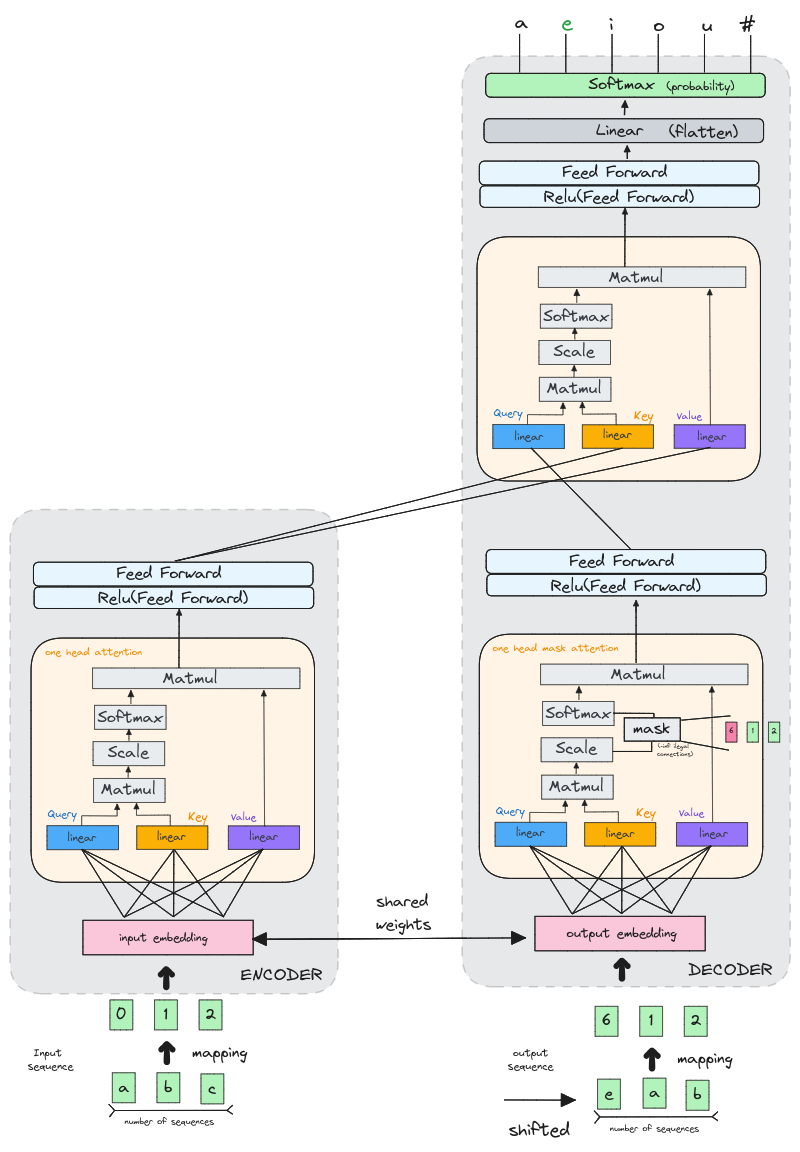 a e i o u #
Softmax (probability)
Linear (flatten)
Feed Forward
Relu(Feed Forward)
Matmul
Softmax
Scale
Matmul
Query Key Value
linear linear linear
Feed Forward
Relu(Feed Forward)
one head attention
Matmul
Softmax
Scale
Matmul
Query Key Value
linear linear linear
input embedding
ENCODER
0 1 2
Input
sequence
mapping
a b c
number of sequences
shared
weights
Feed Forward
Relu(Feed Forward)
one head mask attention
Matmul
Softmax
mask
(-inf legal
connections)
6 1 2
Scale
Matmul
Query Key Value
linear linear linear
output embedding
DECODER
6 1 2
output
sequence
mapping
e a b
shifted
number of sequences